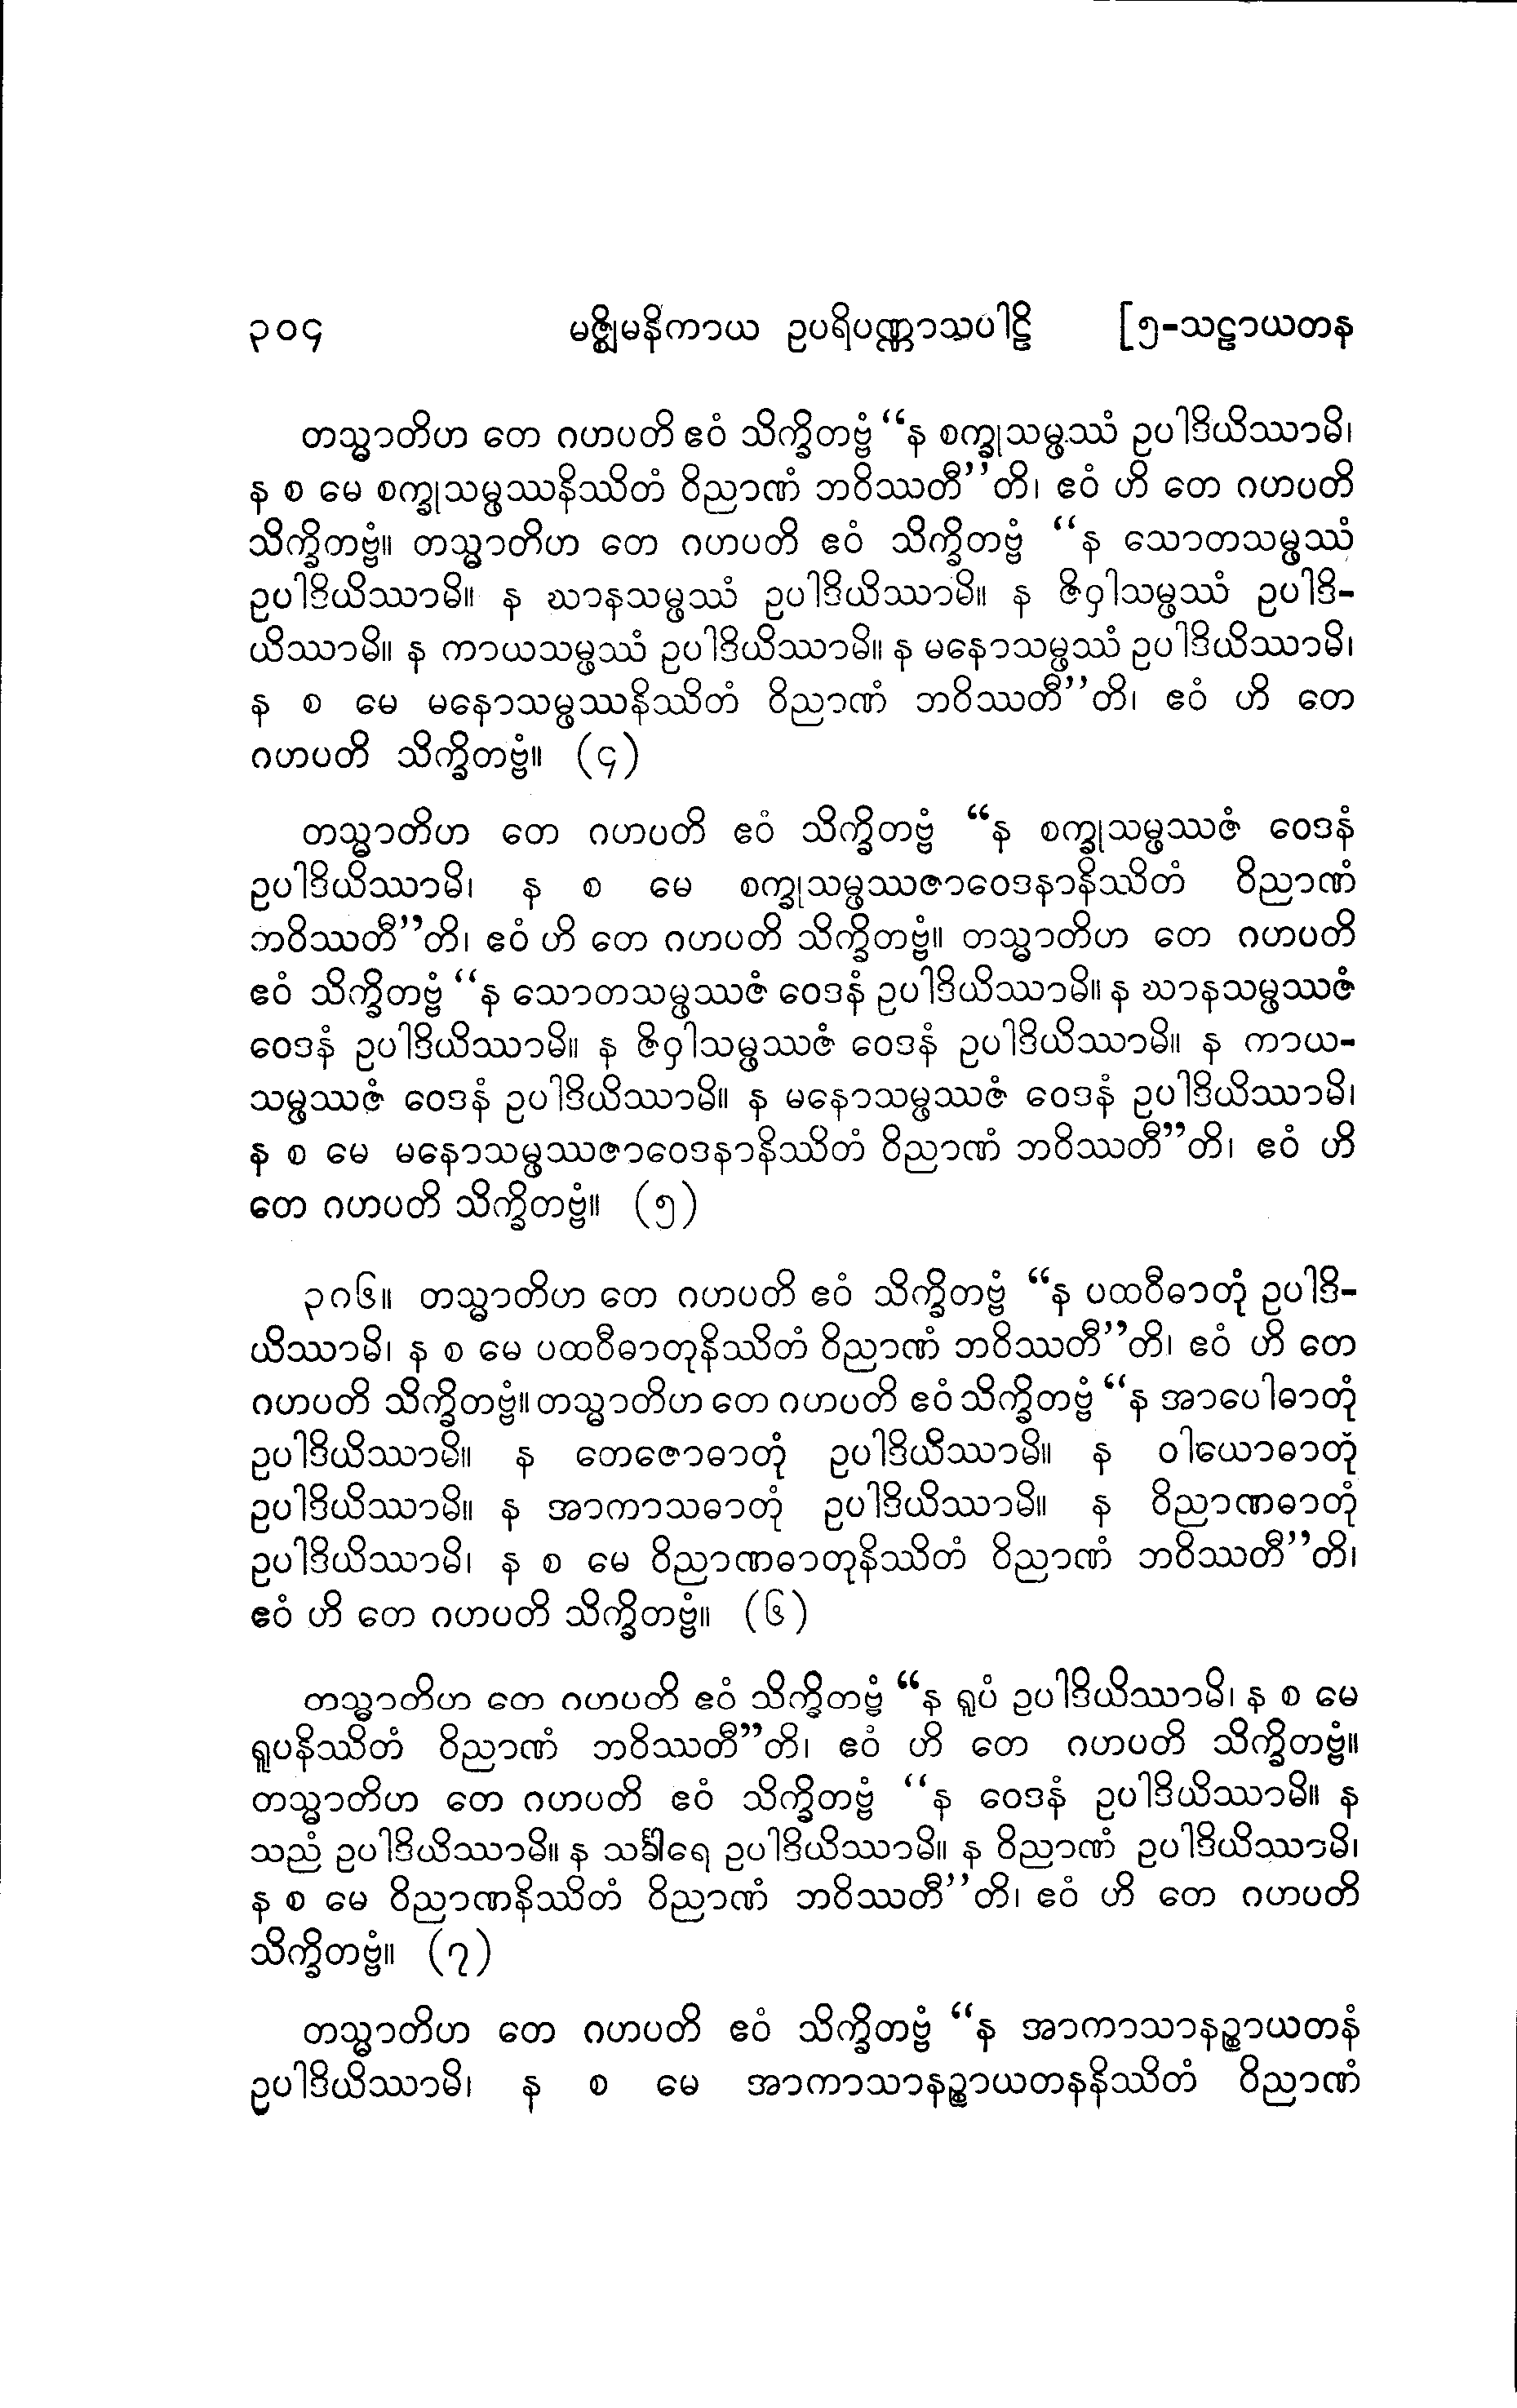 ၃၀၄ မဇ္ဈိမနိကာယ ဥပရိပဏ္ဏာသပါဠိ [၅-သဠာယတန
တသ္မာတိဟ တေ ဂဟပတိ ဧဝံ သိက္ခိတဗ္ဗံ “န စက္ခုသမ္ဖဿံ ဥပါဒိယိဿာမိ၊
န စ မေ စက္ခုသမ္ဖဿနိဿိတံ ဝိညာဏံ ဘဝိဿတီ”တိ၊ ဧဝံ ဟိ တေ ဂဟပတိ
သိက္ခိတဗ္ဗံ။ တသ္မာတိဟ တေ ဂဟပတိ ဧဝံ သိက္ခိတဗ္ဗံ “န သောတသမ္ဖဿံ
ဥပါဒိယိဿာမိ။ န ဃာနသမ္ဖဿံ ဥပါဒိယိဿာမိ။ န ဇိဝှါသမ္ဖဿံ ဥပါဒိ-
ယိဿာမိ။ န ကာယသမ္ဖဿံ ဥပါဒိယိဿာမိ။ န မနောသမ္ဖဿံ ဥပါဒိယိဿာမိ၊
န စ မေ မနောသမ္ဖဿနိဿိတံ ဝိညာဏံ ဘဝိဿတီ”တိ၊ ဧဝံ ဟိ တေ
ဂဟပတိ သိက္ခိတဗ္ဗံ။ (၄)
တသ္မာတိဟ တေ ဂဟပတိ ဧဝံ သိက္ခိတဗ္ဗံ “န စက္ခုသမ္ဖဿဇံ ဝေဒနံ
ဥပါဒိယိဿာမိ၊ န စ မေ စက္ခုသမ္ဖဿဇာဝေဒနာနိဿိတံ ဝိညာဏံ
ဘဝိဿတီ”တိ၊ ဧဝံ ဟိ တေ ဂဟပတိ သိက္ခိတဗ္ဗံ။ တသ္မာတိဟ တေ ဂဟပတိ
ဧဝံ သိက္ခိတဗ္ဗံ “န သောတသမ္ဖဿဇံ ဝေဒနံ ဥပါဒိယိဿာမိ။ န ဃာနသမ္ဖဿဇံ
ဝေဒနံ ဥပါဒိယိဿာမိ။ န ဇိဝှါသမ္ဖဿဇံ ဝေဒနံ ဥပါဒိယိဿာမိ။ န ကာယ-
သမ္ဖဿဇံ ဝေဒနံ ဥပါဒိယိဿာမိ။ န မနောသမ္ဖဿဇံ ဝေဒနံ ဥပါဒိယိဿာမိ၊
န စ မေ မနောသမ္ဖဿဇာဝေဒနာနိဿိတံ ဝိညာဏံ ဘဝိဿတီ”တိ၊ ဧဝံ ဟိ
တေ ဂဟပတိ သိက္ခိတဗ္ဗံ။ (၅)
၃၈၆။ တသ္မာတိဟ တေ ဂဟပတိ ဧဝံ သိက္ခိတဗ္ဗံ “န ပထဝီဓာတုံ ဥပါဒိ-
ယိဿာမိ၊ န စ မေ ပထဝီဓာတုနိဿိတံ ဝိညာဏံ ဘဝိဿတီ”တိ၊ ဧဝံ ဟိ တေ
ဂဟပတိ သိက္ခိတဗ္ဗံ။ တသ္မာတိဟ တေ ဂဟပတိ ဧဝံ သိက္ခိတဗ္ဗံ “န အာပေါဓာတုံ
ဥပါဒိယိဿာမိ။ န တေဇောဓာတုံ ဥပါဒိယိဿာမိ။ န ဝါယောဓာတုံ
ဥပါဒိယိဿာမိ။ န အာကာသဓာတုံ ဥပါဒိယိဿာမိ။ န ဝိညာဏဓာတုံ
ဥပါဒိယိဿာမိ၊ န စ မေ ဝိညာဏဓာတုနိဿိတံ ဝိညာဏံ ဘဝိဿတီ”တိ၊
ဧဝံ ဟိ တေ ဂဟပတိ သိက္ခိတဗ္ဗံ။ (၆)
တသ္မာတိဟ တေ ဂဟပတိ ဧဝံ သိက္ခိတဗ္ဗံ “န ရူပံ ဥပါဒိယိဿာမိ၊ န စ မေ
ရူပနိဿိတံ ဝိညာဏံ ဘဝိဿတီ”တိ၊ ဧဝံ ဟိ တေ ဂဟပတိ သိက္ခိတဗ္ဗံ။
တသ္မာတိဟ တေ ဂဟပတိ ဧဝံ သိက္ခိတဗ္ဗံ “န ဝေဒနံ ဥပါဒိယိဿာမိ။ န
သညံ ဥပါဒိယိဿာမိ။ န သင်္ခါရေ ဥပါဒိယိဿာမိ။ န ဝိညာဏံ ဥပါဒိယိဿာမိ၊
န စ မေ ဝိညာဏနိဿိတံ ဝိညာဏံ ဘဝိဿတီ”တိ၊ ဧဝံ ဟိ တေ ဂဟပတိ
သိက္ခိတဗ္ဗံ။ (၇)
တသ္မာတိဟ တေ ဂဟပတိ ဧဝံ သိက္ခိတဗ္ဗံ “န အာကာသာနဉ္စာယတနံ
ဥပါဒိယိဿာမိ၊ န စ မေ အာကာသာနဉ္စာယတနနိဿိတံ ဝိညာဏံ